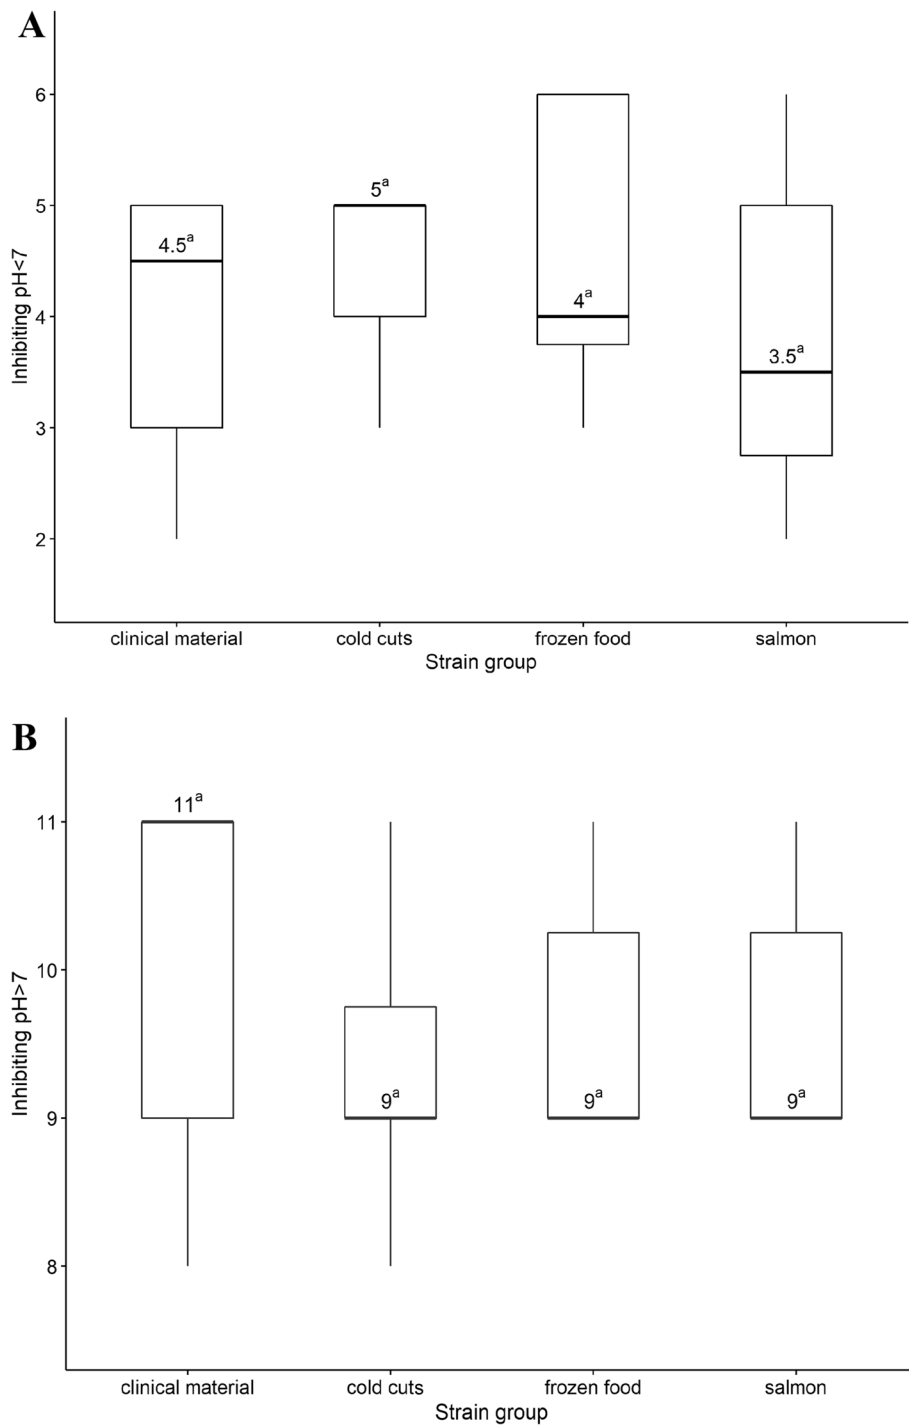 A
Inhibiting pH<7
6
5
4
3
2
4.5ᵃ
5ᵃ
4ᵃ
3.5ᵃ
clinical material cold cuts frozen food salmon
Strain group
B
Inhibiting pH>7
11
10
9
8
11ᵃ
9ᵃ
9ᵃ
9ᵃ
clinical material cold cuts frozen food salmon
Strain group